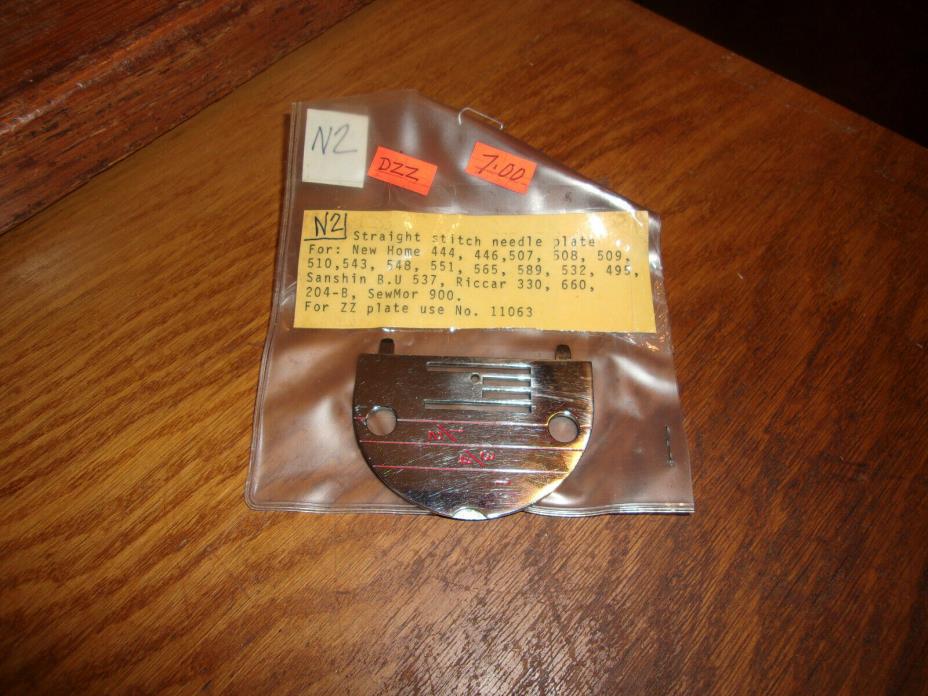 N2
DZZ
7.00
N2 Straight stitch needle plate
For: New Home 444, 446,507, 508, 509,
510,543, 548, 551, 565, 589, 532, 495,
Sanshin B.U 537, Riccar 330, 660,
204-B, SewMor 900.
For ZZ plate use No. 11063